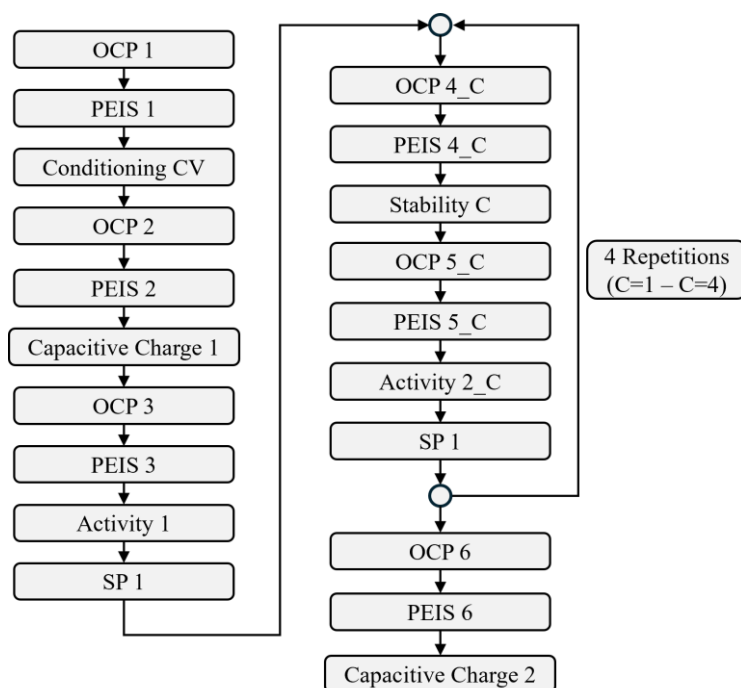 OCP 1
PEIS 1
Conditioning CV
OCP 2
PEIS 2
Capacitive Charge 1
OCP 3
PEIS 3
Activity 1
SP 1
OCP 4_C
PEIS 4_C
Stability C
OCP 5_C
PEIS 5_C
Activity 2_C
SP 1
4 Repetitions
(C=1 – C=4)
OCP 6
PEIS 6
Capacitive Charge 2